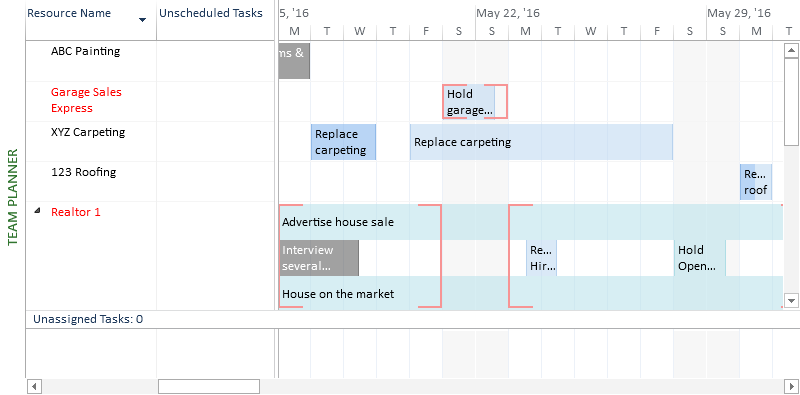 Resource Name
Unscheduled Tasks
5, '16
May 22, '16
May 29, '16
M T W T F S S M T W T F S S M T
ABC Painting
ms &
Garage Sales
Express
Hold
garage...
XYZ Carpeting
Replace
carpeting
Replace carpeting
123 Roofing
Re...
roof
TEAM PLANNER
Realtor 1
Advertise house sale
Interview
several...
Re...
Hir...
Hold
Open...
House on the market
Unassigned Tasks: 0